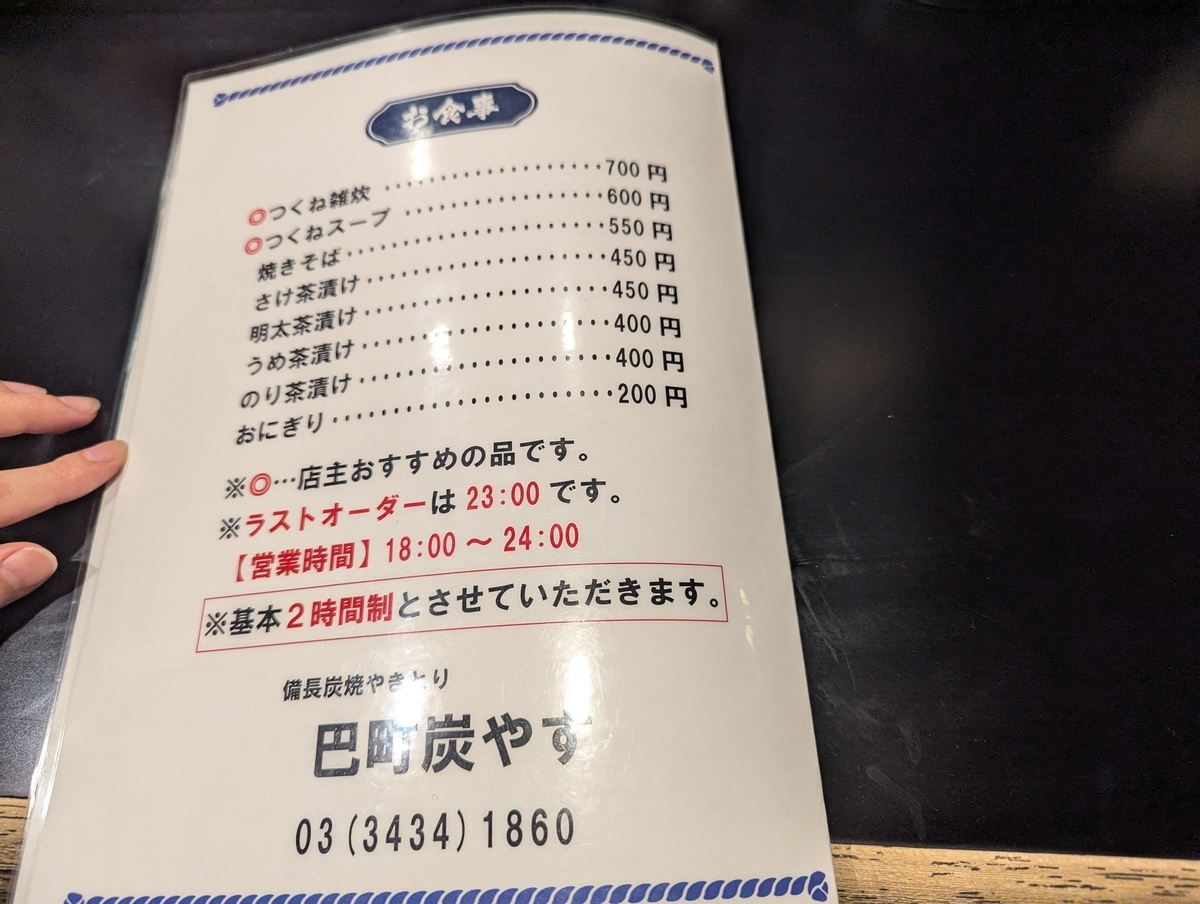 お食事
◎つくね雑炊 ・・・・・・・・・・・・・・・・・・・・700円
◎つくねスープ ・・・・・・・・・・・・・・・・・・600円
焼きそば・・・・・・・・・・・・・・・・・・・・・・・550円
さけ茶漬け・・・・・・・・・・・・・・・・・・・・・450円
明太茶漬け・・・・・・・・・・・・・・・・・・・・・450円
うめ茶漬け・・・・・・・・・・・・・・・・・・・・・400円
のり茶漬け・・・・・・・・・・・・・・・・・・・・・400円
おにぎり・・・・・・・・・・・・・・・・・・・・・・・200円
※◎…店主おすすめの品です。
※ラストオーダーは 23:00 です。
【営業時間】18:00 ～ 24:00
※基本2時間制とさせていただきます。
備長炭焼やきとり
巴町炭やす
03(3434)1860